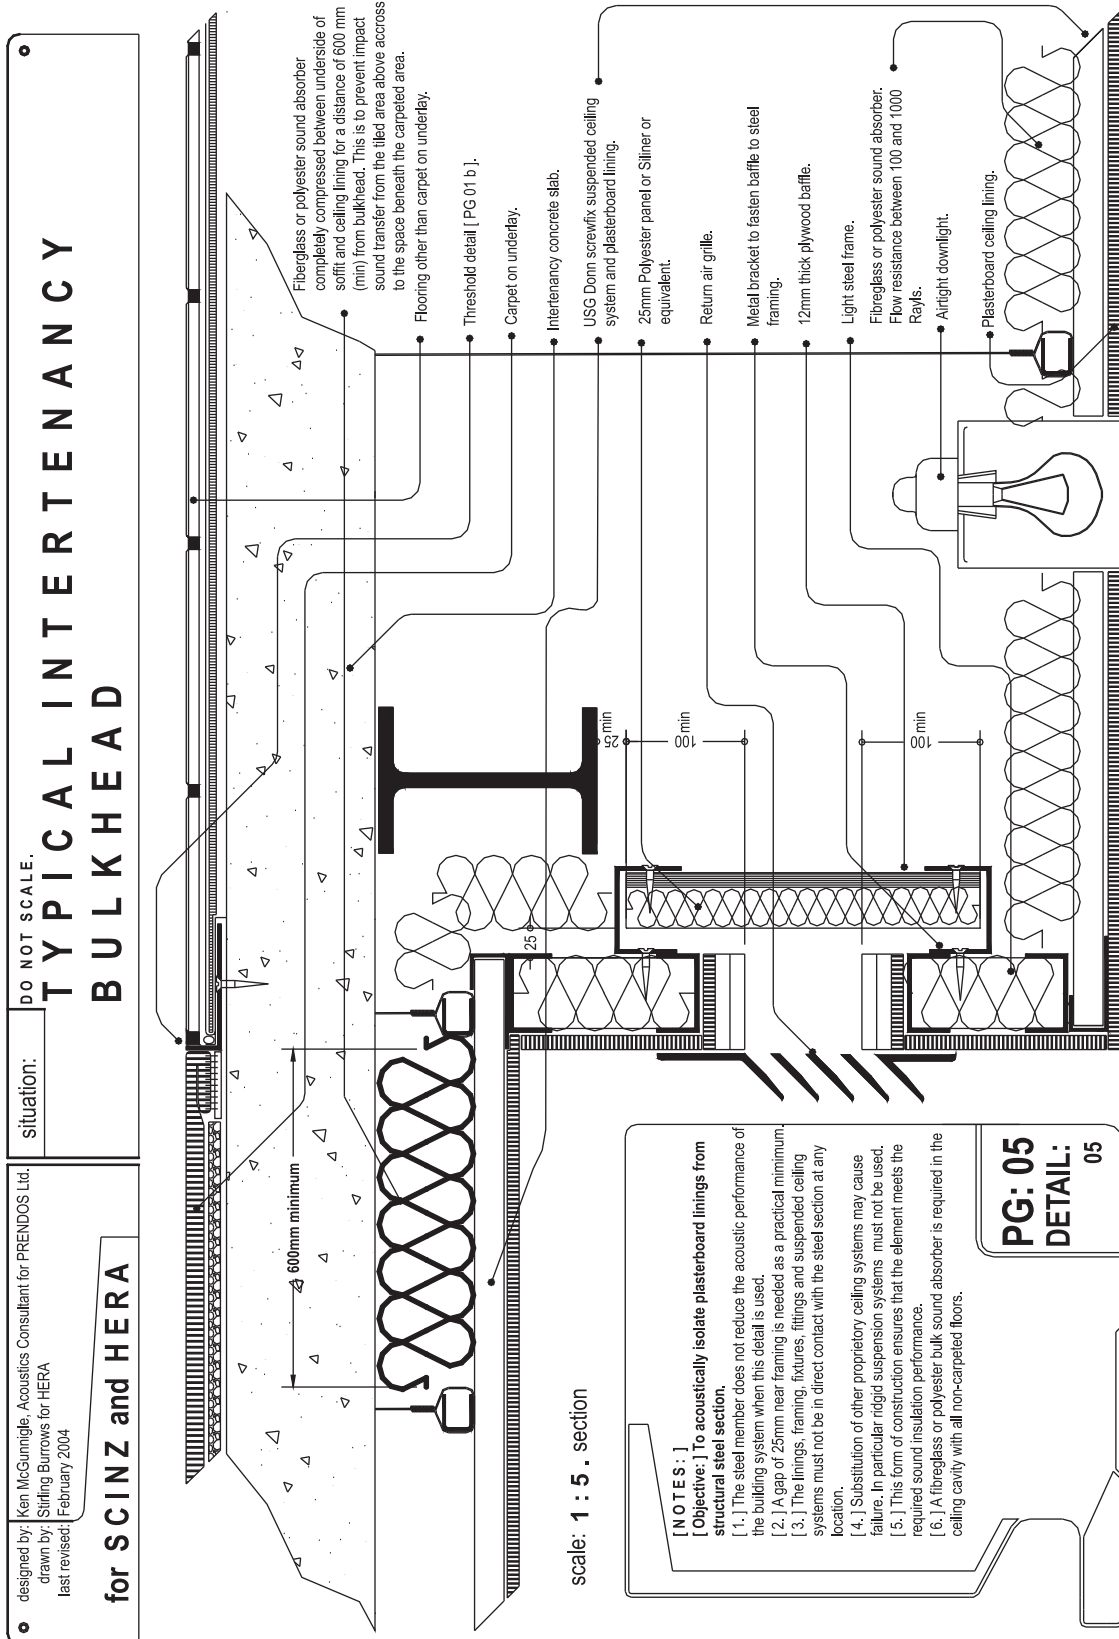 designed by: Ken McGunnigle, Acoustics Consultant for PRENDOS Ltd.
drawn by: Stirling Burrows for HERA
last revised: February 2004
for SCINZ and HERA
situation:
DO NOT SCALE.
TYPICAL INTERTENANCY
BULKHEAD
Fiberglass or polyester sound absorber
completely compressed between underside of
soffit and ceiling lining for a distance of 600 mm
(min) from bulkhead. This is to prevent impact
sound transfer from the tiled area above accross
to the space beneath the carpeted area.
Flooring other than carpet on underlay.
Threshold detail [ PG 01 b ].
Carpet on underlay.
Intertenancy concrete slab.
USG Donn screwfix suspended ceiling
system and plasterboard lining.
25mm Polyester panel or Siliner or
equivalent.
Return air grille.
Metal bracket to fasten baffle to steel
framing.
12mm thick plywood baffle.
Light steel frame.
Fibreglass or polyester sound absorber.
Flow resistance between 100 and 1000
Rayls.
Airtight downlight.
Plasterboard ceiling lining.
600mm minimum
25
25 min
100 min
100 min
scale: 1 : 5 . section
[ NOTES: ]
[ Objective: ] To acoustically isolate plasterboard linings from
structural steel section.
[ 1. ] The steel member does not reduce the acoustic performance of
the building system when this detail is used.
[ 2. ] A gap of 25mm near framing is needed as a practical minimum.
[ 3. ] The linings, framing, fixtures, fittings and suspended ceiling
systems must not be in direct contact with the steel section at any
location.
[ 4. ] Substitution of other proprietary ceiling systems may cause
failure. In particular ridgid suspension systems must not be used.
[ 5. ] This form of construction ensures that the element meets the
required sound insulation performance.
[ 6. ] A fibreglass or polyester bulk sound absorber is required in the
ceiling cavity with all non-carpeted floors.
PG: 05
DETAIL:
05